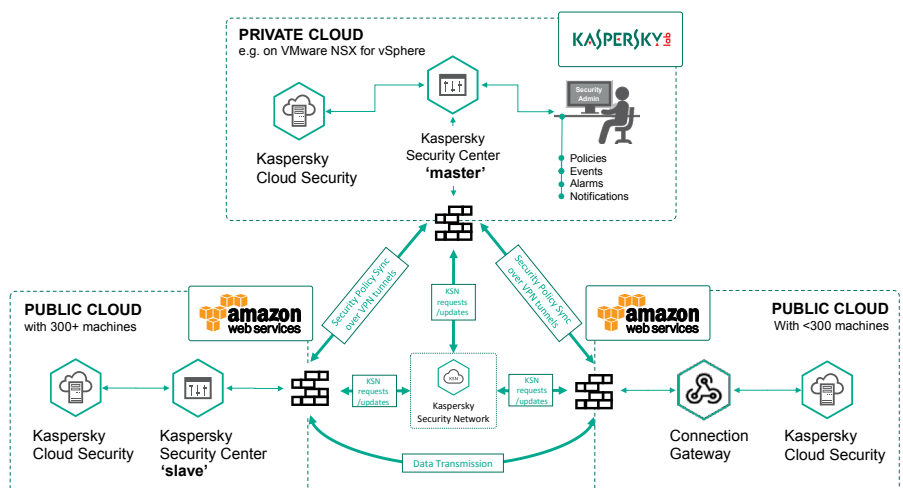 PRIVATE CLOUD
e.g. on VMware NSX for vSphere
KASPERSKY lab
Security
Admin
Kaspersky
Cloud Security
Kaspersky
Security Center
'master'
Policies
Events
Alarms
Notifications
Security Policy Sync
over VPN tunnels
KSN
requests
/updates
Security Policy Sync
over VPN tunnels
PUBLIC CLOUD
with 300+ machines
amazon
web services
amazon
web services
PUBLIC CLOUD
With <300 machines
KSN
requests
/updates
KSN
Kaspersky
Security Network
KSN
requests
/updates
Kaspersky
Cloud Security
Kaspersky
Security Center
'slave'
Connection
Gateway
Kaspersky
Cloud Security
Data Transmission